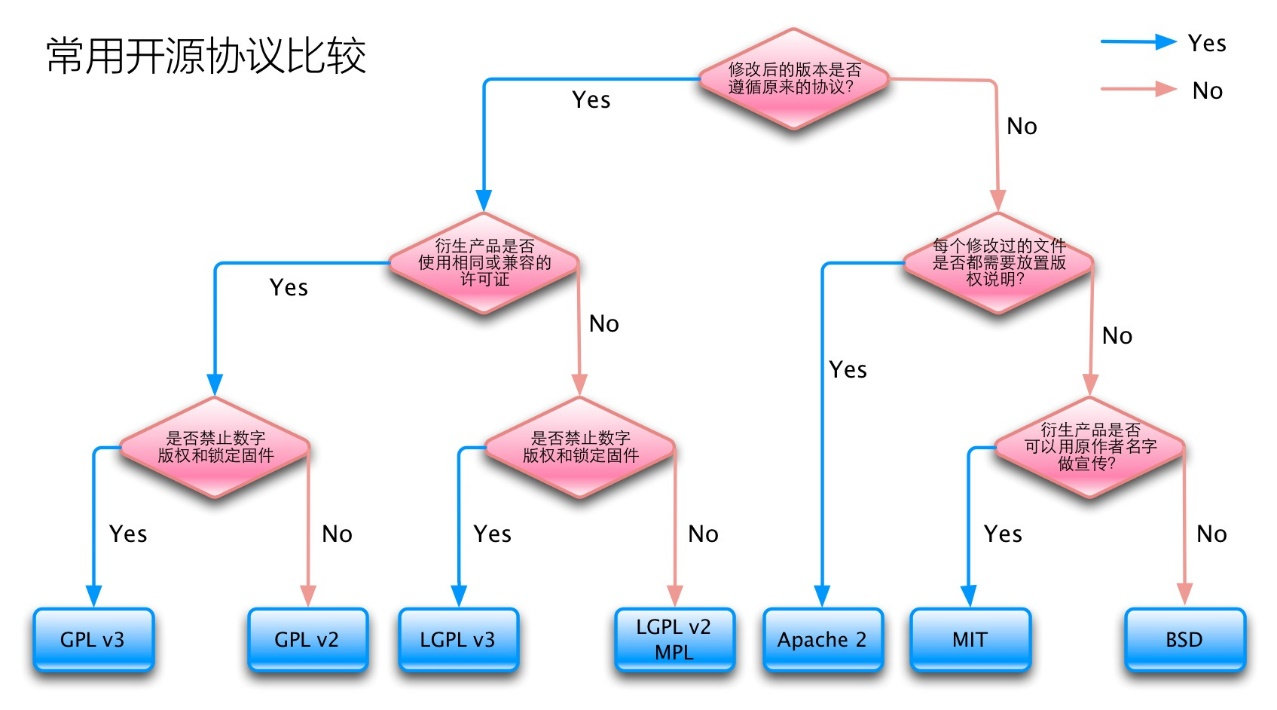 常用开源协议比较
Yes
No
修改后的版本是否
遵循原来的协议?
Yes
No
衍生产品是否
使用相同或兼容的
许可证
每个修改过的文件
是否都需要放置版
权说明?
Yes
No
Yes
No
是否禁止数字
版权和锁定固件
是否禁止数字
版权和锁定固件
衍生产品是否
可以用原作者名字
做宣传?
Yes
No
Yes
No
Yes
No
GPL v3
GPL v2
LGPL v3
LGPL v2
MPL
Apache 2
MIT
BSD